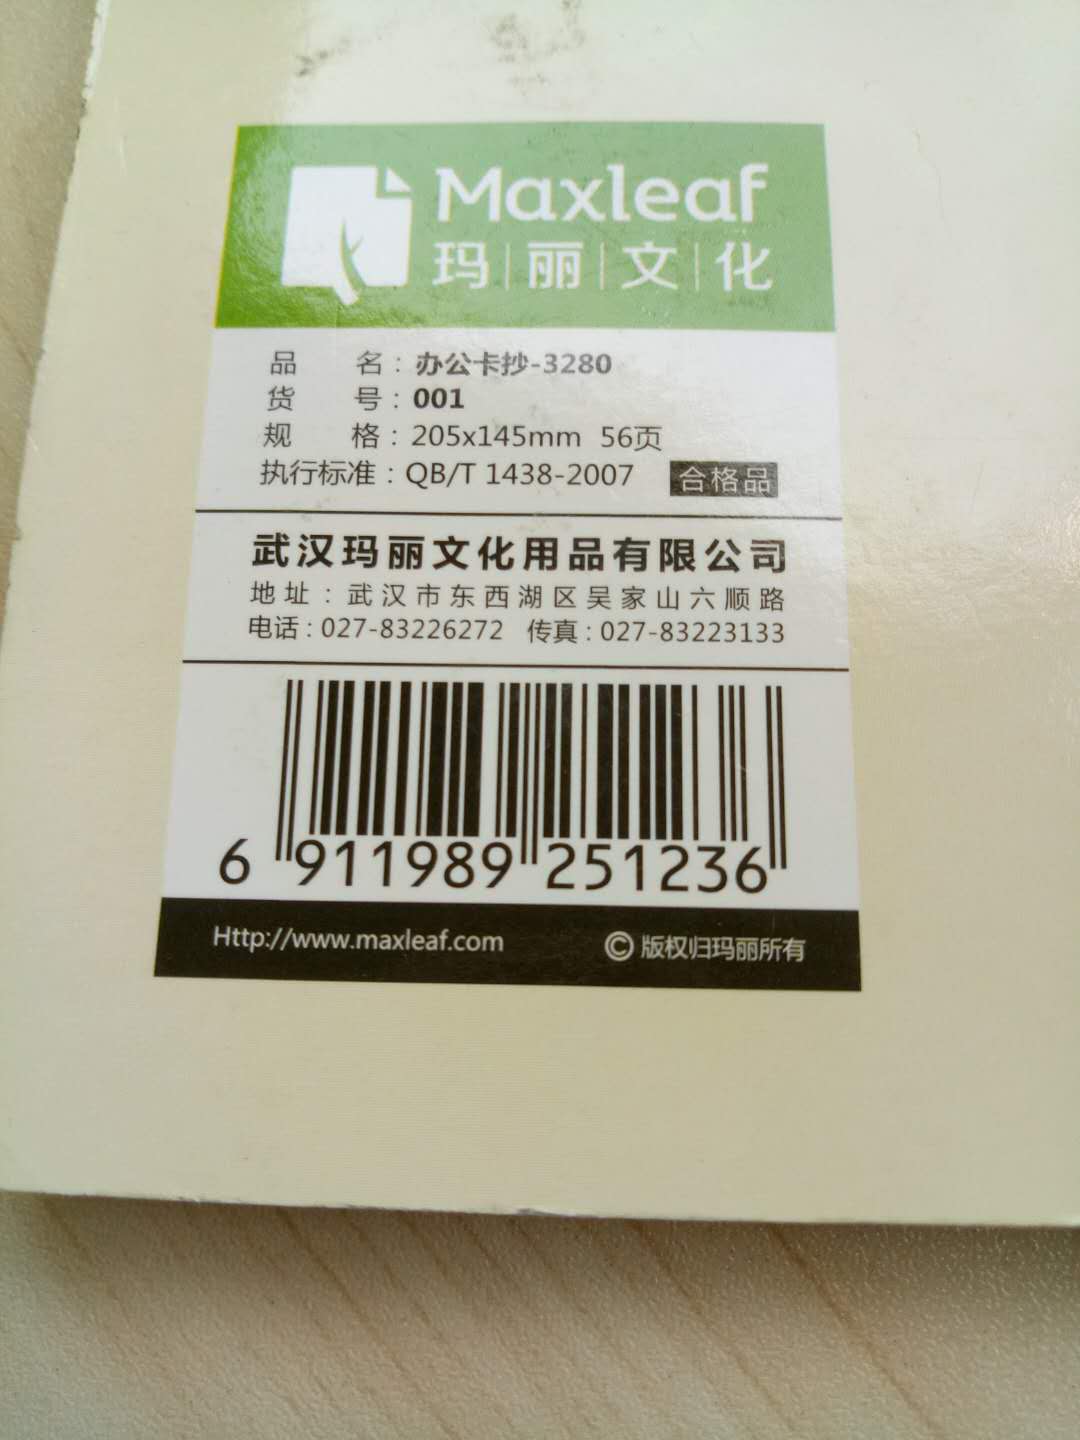 Maxleaf
玛丽文化
品 名：办公卡抄-3280
货 号：001
规 格：205x145mm 56页
执行标准：QB/T 1438-2007 合格品
武汉玛丽文化用品有限公司
地址：武汉市东西湖区吴家山六顺路
电话：027-83226272 传真：027-83223133
6 911989 251236
Http://www.maxleaf.com © 版权归玛丽所有